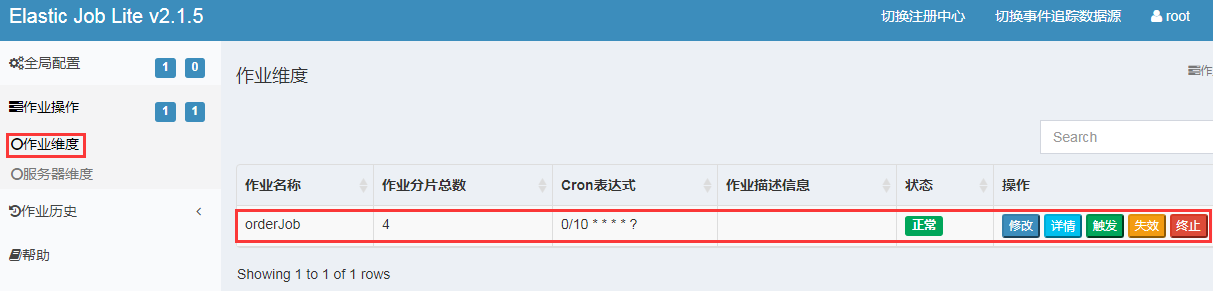 Elastic Job Lite v2.1.5 切换注册中心 切换事件追踪数据源 root
全局配置 1 0
作业操作 1 1
作业维度
服务器维度
作业历史
帮助
作业维度
作
Search
作业名称 作业分片总数 Cron表达式 作业描述信息 状态 操作
orderJob 4 0/10 * * * * ? 正常 修改 详情 触发 失效 终止
Showing 1 to 1 of 1 rows